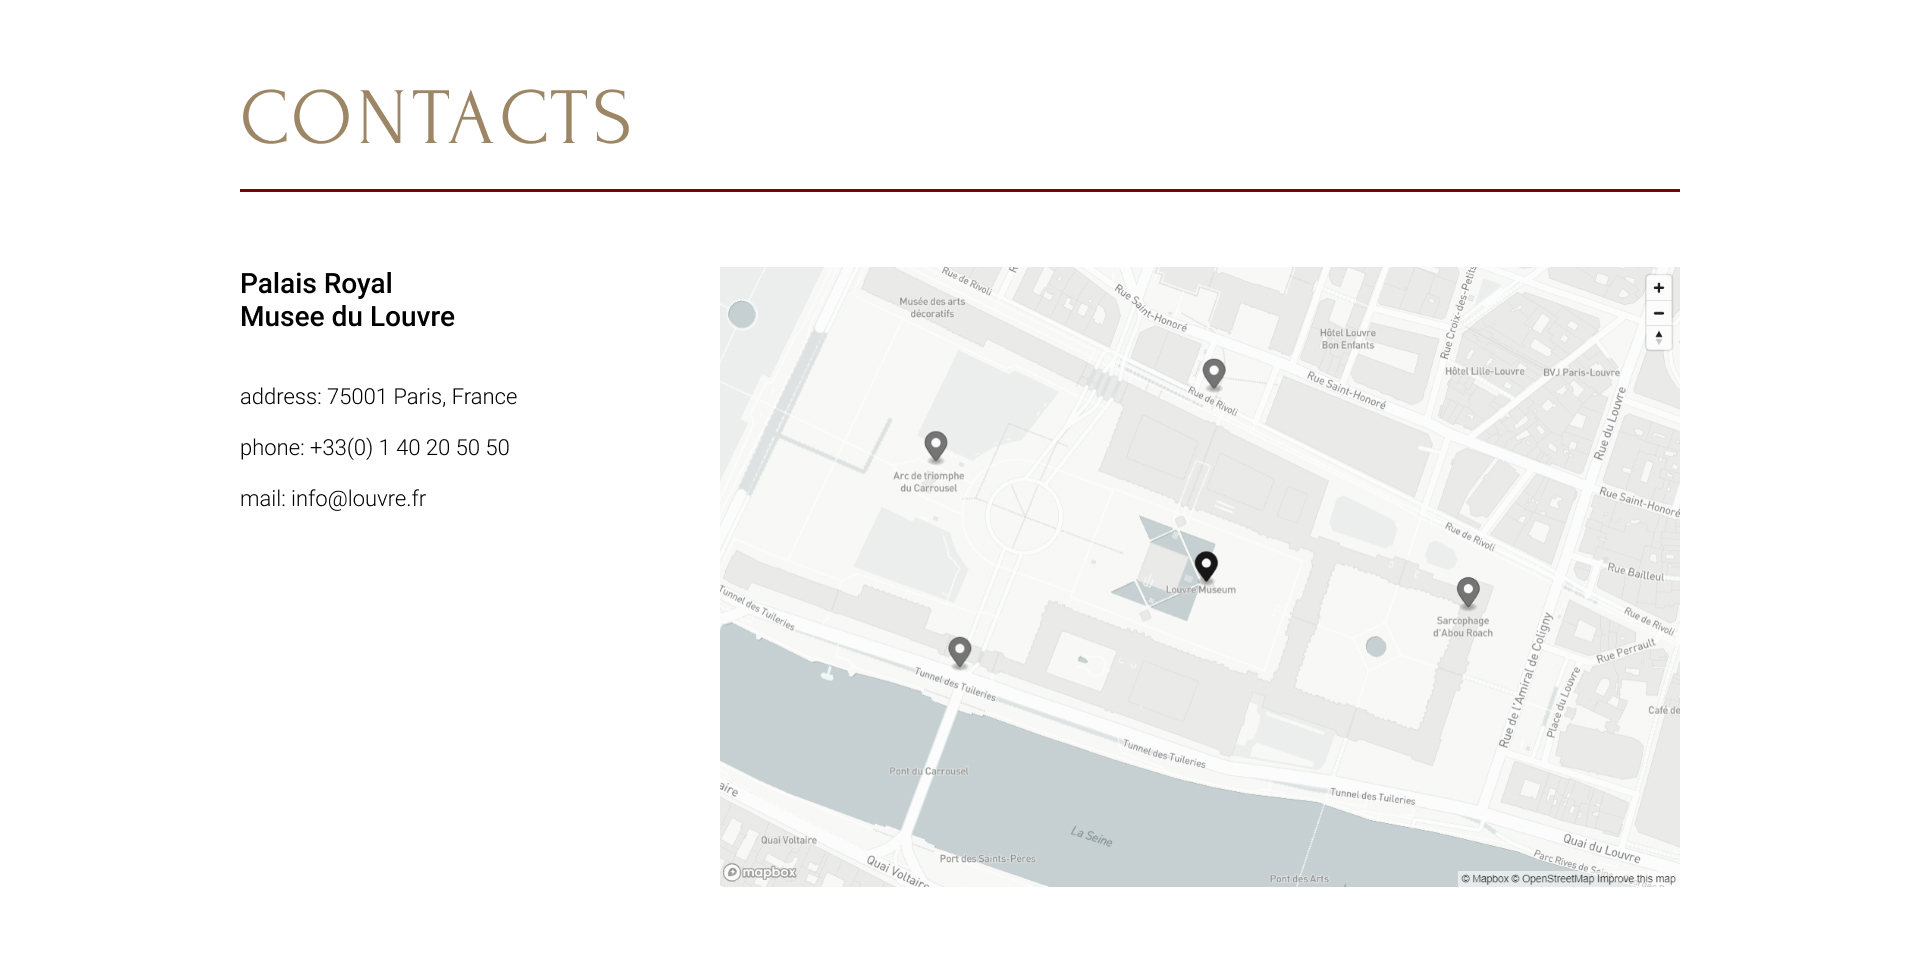 CONTACTS
Palais Royal
Musee du Louvre
address: 75001 Paris, France
phone: +33(0) 1 40 20 50 50
mail: info@louvre.fr
Rue de Rivoli
Musée des arts
décoratifs
Rue Saint-Honoré
Hôtel Louvre
Bon Enfants
Rue Croix-des-Petits
Hôtel Lille-Louvre
BVJ Paris-Louvre
Rue Saint-Honoré
Rue de Rivoli
Rue du Louvre
Arc de triomphe
du Carrousel
Rue Saint-Honoré
Rue de Rivoli
Rue Bailleul
Louvre Museum
Tunnel des Tuileries
Sarcophage
d'Abou Roach
Rue de Rivoli
Rue Perrault
Rue de l'Amiral de Coligny
Place du Louvre
Tunnel des Tuileries
Café de
Tunnel des Tuileries
Pont du Carrousel
Tunnel des Tuileries
aire
Quai Voltaire
La Seine
Quai du Louvre
Port des Saints-Pères
Parc Rives de Se
Quai Voltaire
mapbox
Pont des Arts
© Mapbox © OpenStreetMap Improve this map